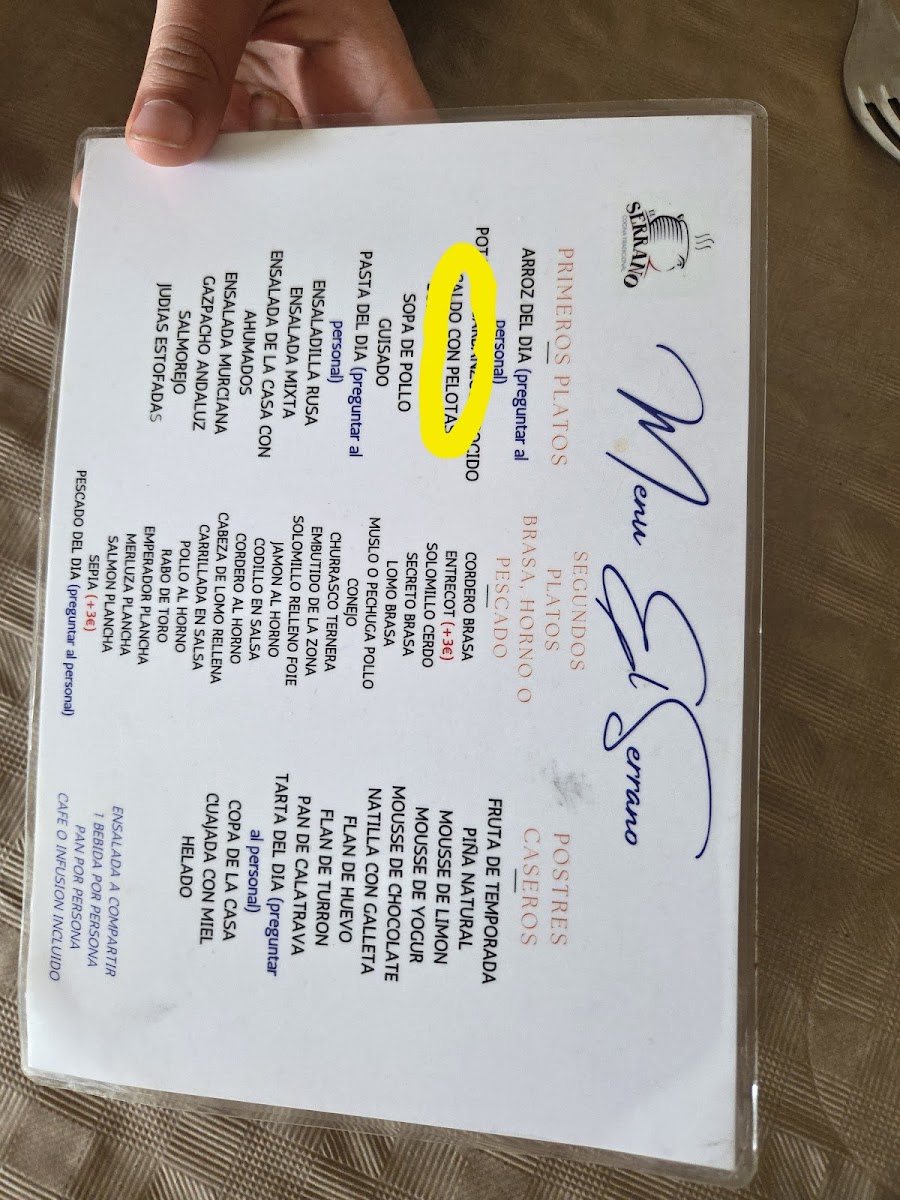 EL
SERRANO
COCINA TRADICIONAL
Menu El Serrano
PRIMEROS PLATOS
ARROZ DEL DIA (preguntar al
personal)
CALDO CON PELOTAS
SOPA DE POLLO
GUISADO
PASTA DEL DIA (preguntar al
personal)
ENSALADILLA RUSA
ENSALADA MIXTA
ENSALADA DE LA CASA CON
AHUMADOS
ENSALADA MURCIANA
GAZPACHO ANDALUZ
SALMOREJO
JUDIAS ESTOFADAS
SEGUNDOS
PLATOS
BRASA, HORNO O
PESCADO
CORDERO BRASA
ENTRECOT (+3€)
SOLOMILLO CERDO
SECRETO BRASA
LOMO BRASA
MUSLO O PECHUGA POLLO
CONEJO
CHURRASCO TERNERA
EMBUTIDO DE LA ZONA
SOLOMILLO RELLENO FOIE
JAMON AL HORNO
CODILLO EN SALSA
CORDERO AL HORNO
CABEZA DE LOMO RELLENA
CARRILLADA EN SALSA
POLLO AL HORNO
RABO DE TORO
EMPERADOR PLANCHA
MERLUZA PLANCHA
SALMON PLANCHA
SEPIA (+3€)
PESCADO DEL DIA (preguntar al personal)
POSTRES
CASEROS
FRUTA DE TEMPORADA
PIÑA NATURAL
MOUSSE DE LIMON
MOUSSE DE YOGUR
MOUSSE DE CHOCOLATE
NATILLA CON GALLETA
FLAN DE HUEVO
FLAN DE TURRON
PAN DE CALATRAVA
TARTA DEL DIA (preguntar
al personal)
COPA DE LA CASA
CUAJADA CON MIEL
HELADO
ENSALADA A COMPARTIR
1 BEBIDA POR PERSONA
PAN POR PERSONA
CAFE O INFUSION INCLUIDO